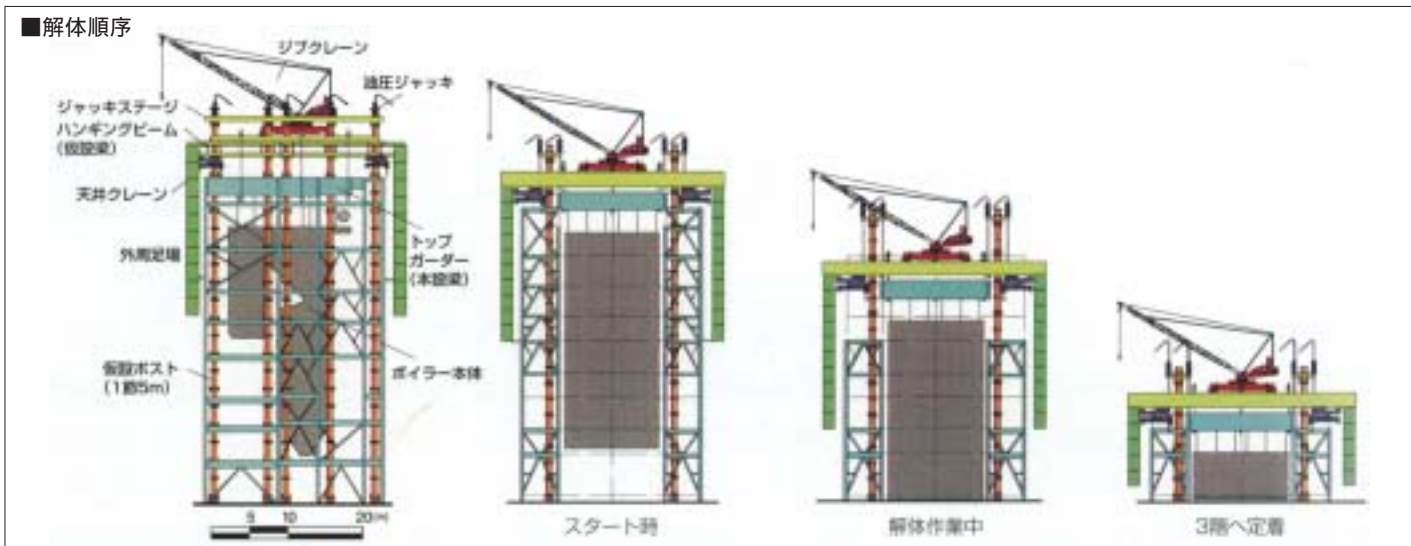 ■解体順序
ジブクレーン
油圧ジャッキ
ジャッキステージ
ハンギングビーム
(仮設梁)
天井クレーン
外周足場
トップ
ガーダー
(本設梁)
仮設ポスト
(1節5m)
ボイラー本体
5 10 20(M)
スタート時
解体作業中
3階へ定着